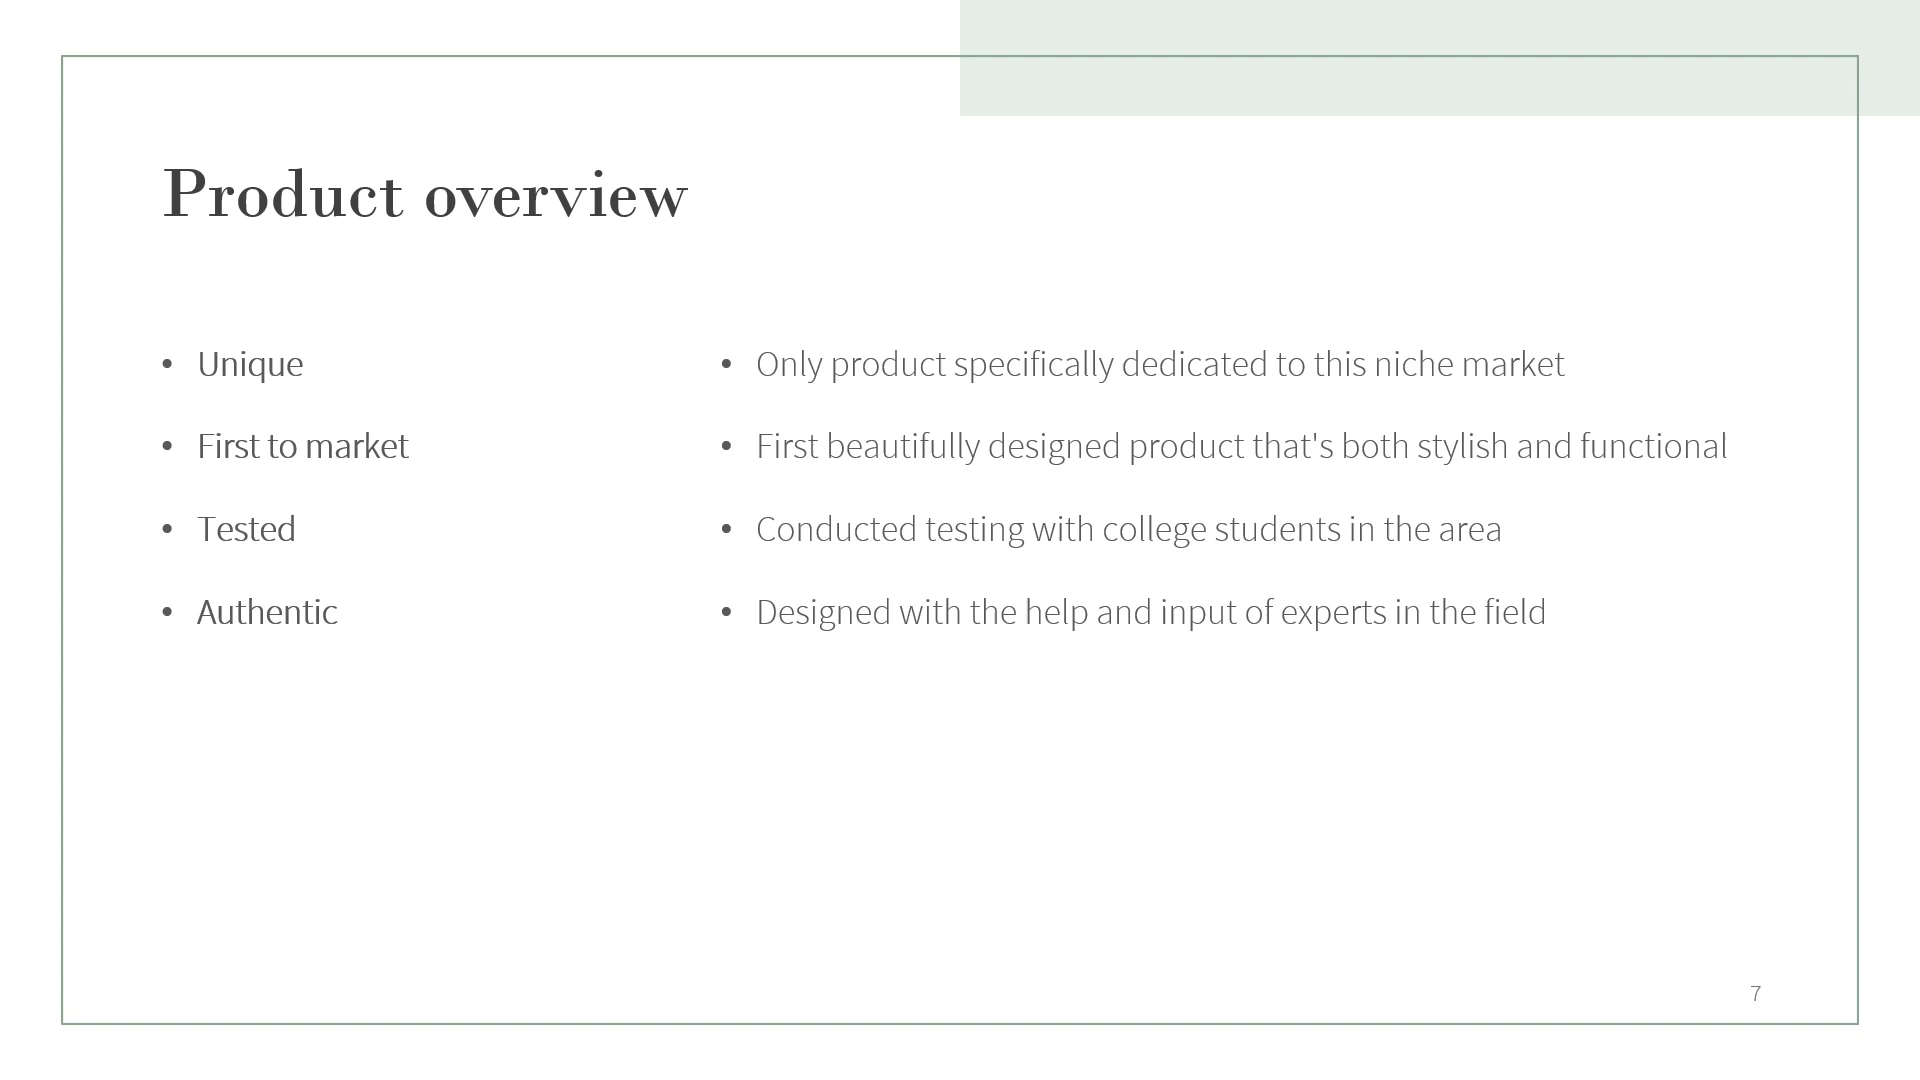 Product overview
• Unique
• Only product specifically dedicated to this niche market
• First to market
• First beautifully designed product that's both stylish and functional
• Tested
• Conducted testing with college students in the area
• Authentic
• Designed with the help and input of experts in the field
7